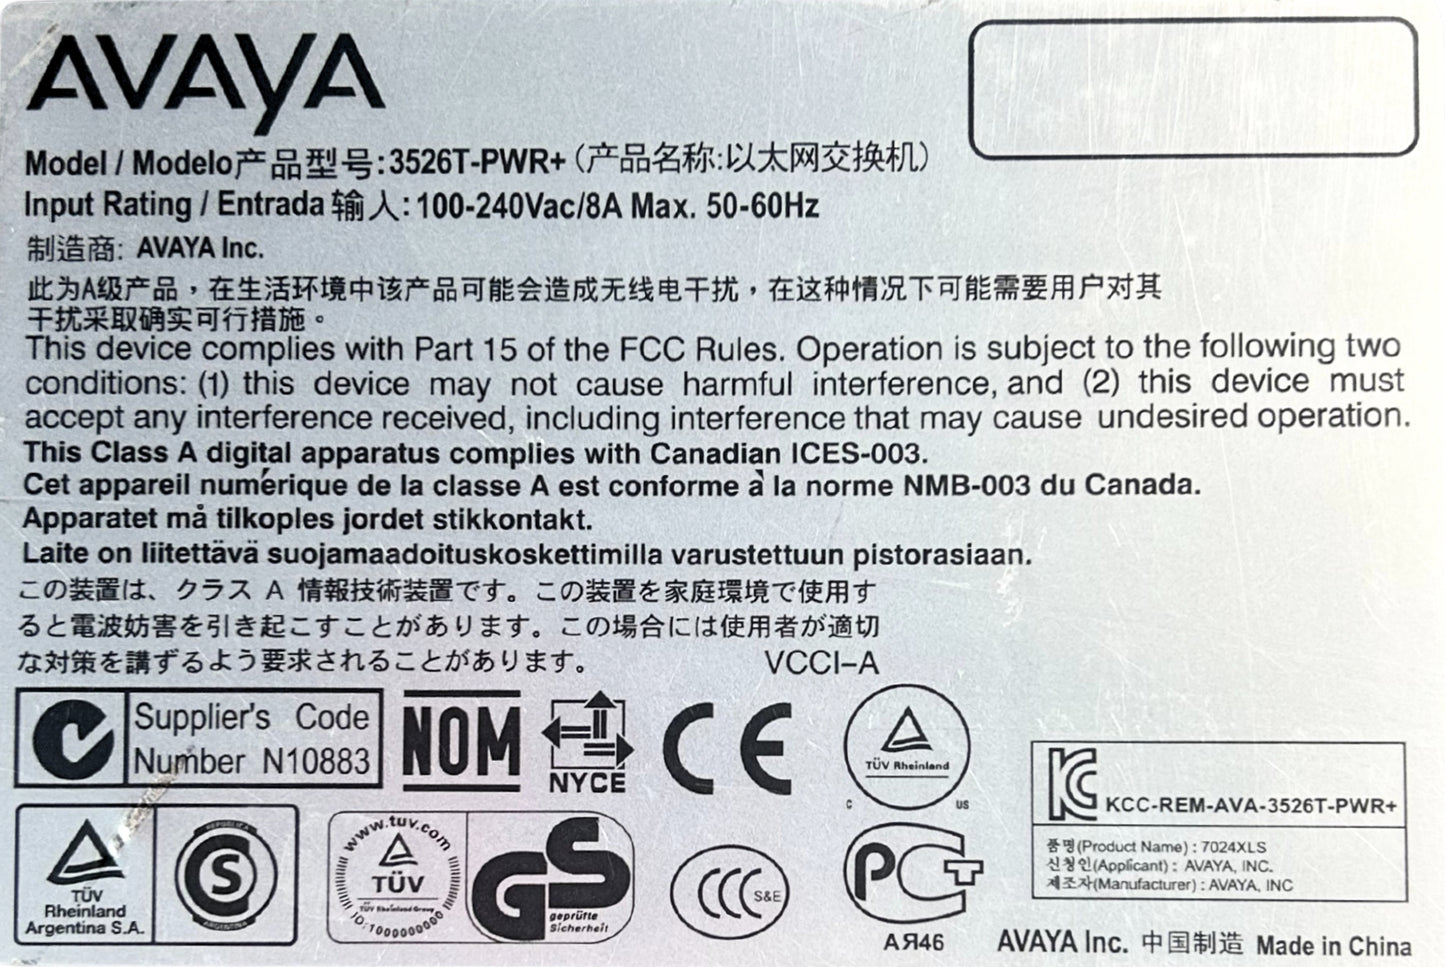 AVAYA
Model / Modelo产品型号:3526T-PWR+(产品名称:以太网交换机)
Input Rating / Entrada 输入:100-240Vac/8A Max. 50-60Hz
制造商: AVAYA Inc.
此为A级产品，在生活环境中该产品可能会造成无线电干扰，在这种情况下可能需要用户对其
干扰采取确实可行措施。
This device complies with Part 15 of the FCC Rules. Operation is subject to the following two
conditions: (1) this device may not cause harmful interference, and (2) this device must
accept any interference received, including interference that may cause undesired operation.
This Class A digital apparatus complies with Canadian ICES-003.
Cet appareil numérique de la classe A est conforme à la norme NMB-003 du Canada.
Apparatet må tilkoples jordet stikkontakt.
Laite on liitettävä suojamaadoituskoskettimilla varustettuun pistorasiaan.
この装置は、クラス A 情報技術装置です。この装置を家庭環境で使用す
ると電波妨害を引き起こすことがあります。この場合には使用者が適切
な対策を講ずるよう要求されることがあります。 VCCI-A
Supplier's Code
Number N10883
NOM
NYCE
CE
TÜV Rheinland
C US
KCC-REM-AVA-3526T-PWR+
품명(Product Name) : 7024XLS
신청인(Applicant) : AVAYA, INC.
제조자(Manufacturer) : AVAYA, INC
TÜV
Rheinland
Argentina S.A.
REPUBLICA
S
ARGENTINA
www.tuv.com
TÜV
TÜV Rheinland Group
ID:1000000000
GS
geprüfte
Sicherheit
CCC S&E
PCT
AЯ46
AVAYA Inc. 中国制造 Made in China